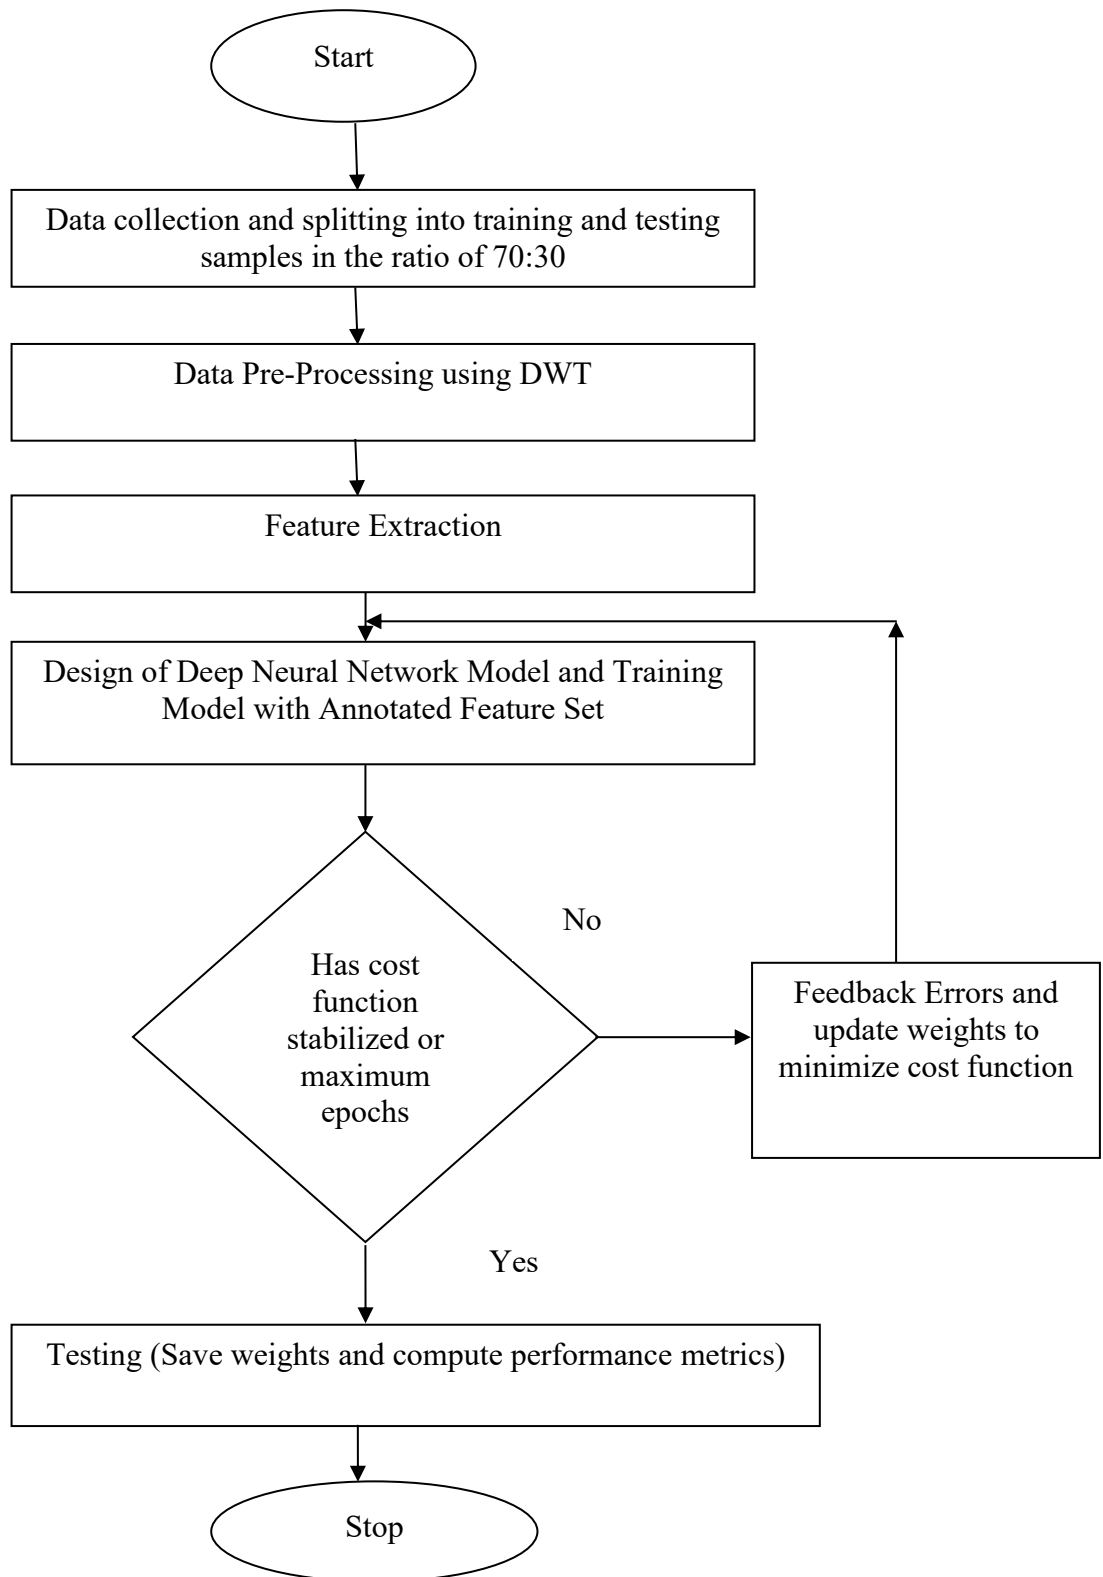 Start
Data collection and splitting into training and testing
samples in the ratio of 70:30
Data Pre-Processing using DWT
Feature Extraction
Design of Deep Neural Network Model and Training
Model with Annotated Feature Set
No
Has cost
function
stabilized or
maximum
epochs
Feedback Errors and
update weights to
minimize cost function
Yes
Testing (Save weights and compute performance metrics)
Stop